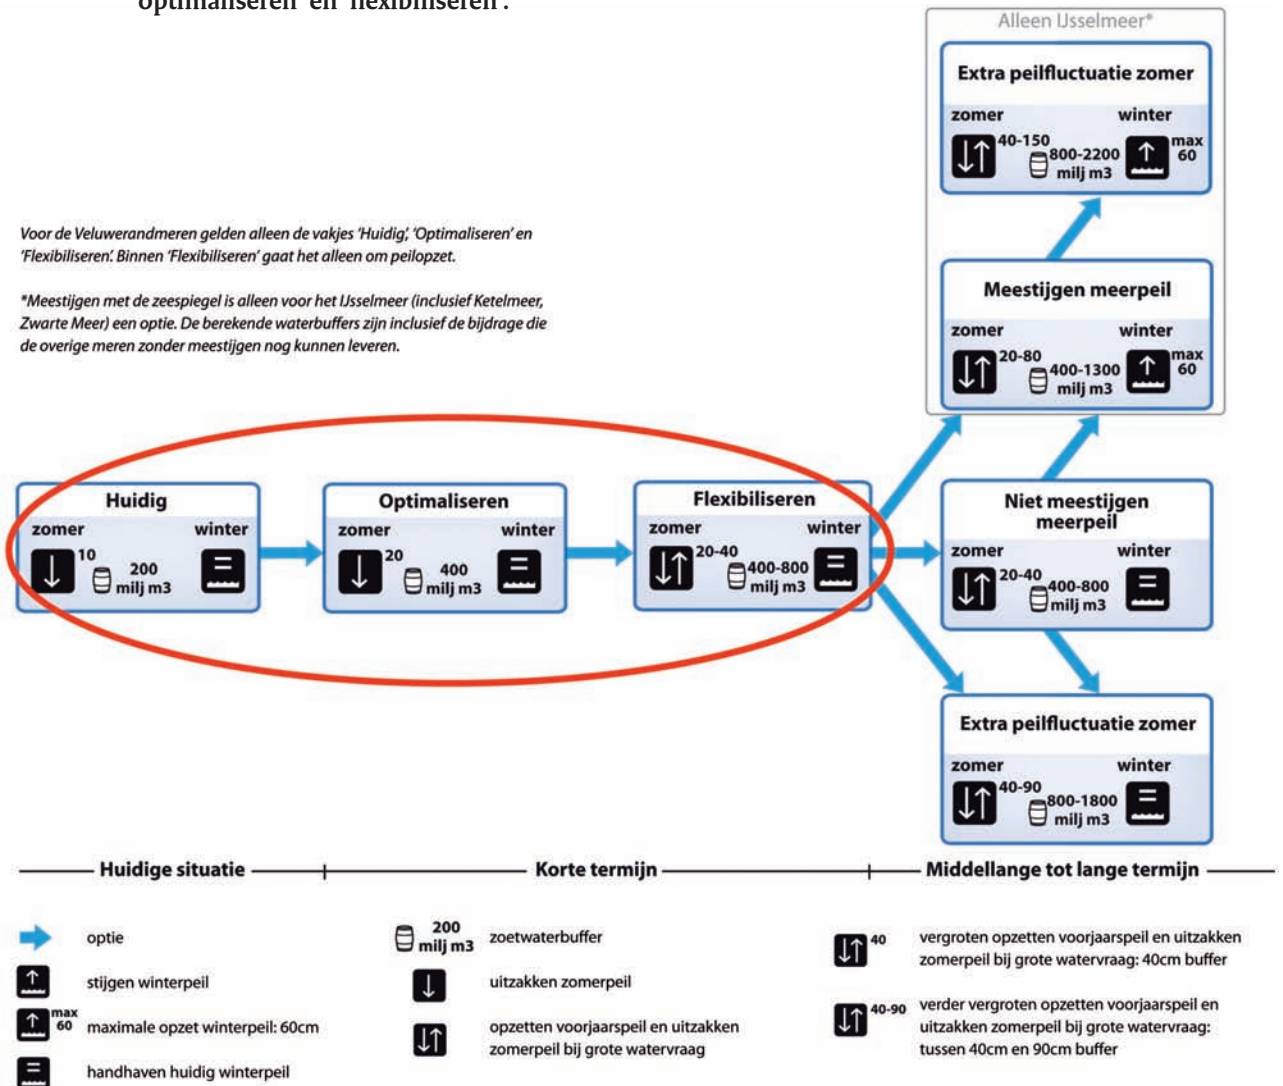 optimaliseren en flexibiliseren'.
Alleen IJsselmeer*
Extra peilfluctuatie zomer
zomer winter
40-150 800-2200 milj m3 max 60
Meestijgen meerpeil
zomer winter
20-80 400-1300 milj m3 max 60
Voor de Veluwerandmeren gelden alleen de vakjes 'Huidig', 'Optimaliseren' en
'Flexibiliseren'. Binnen 'Flexibiliseren' gaat het alleen om peilopzet.
*Meestijgen met de zeespiegel is alleen voor het IJsselmeer (inclusief Ketelmeer,
Zwarte Meer) een optie. De berekende waterbuffers zijn inclusief de bijdrage die
de overige meren zonder meestijgen nog kunnen leveren.
Huidig
zomer winter
10 200
milj m3
Optimaliseren
zomer winter
20 400
milj m3
Flexibiliseren
zomer winter
20-40 400-800
milj m3
Niet meestijgen
meerpeil
zomer winter
20-40 400-800
milj m3
Extra peilfluctuatie zomer
zomer winter
40-90 800-1800
milj m3
Huidige situatie
Korte termijn
Middellange tot lange termijn
optie
stijgen winterpeil
max
60 maximale opzet winterpeil: 60cm
handhaven huidig winterpeil
200
milj m3 zoetwaterbuffer
uitzakken zomerpeil
opzetten voorjaarspeil en uitzakken
zomerpeil bij grote watervraag
40 vergroten opzetten voorjaarspeil en uitzakken
zomerpeil bij grote watervraag: 40cm buffer
40-90 verder vergroten opzetten voorjaarspeil en
uitzakken zomerpeil bij grote watervraag:
tussen 40cm en 90cm buffer